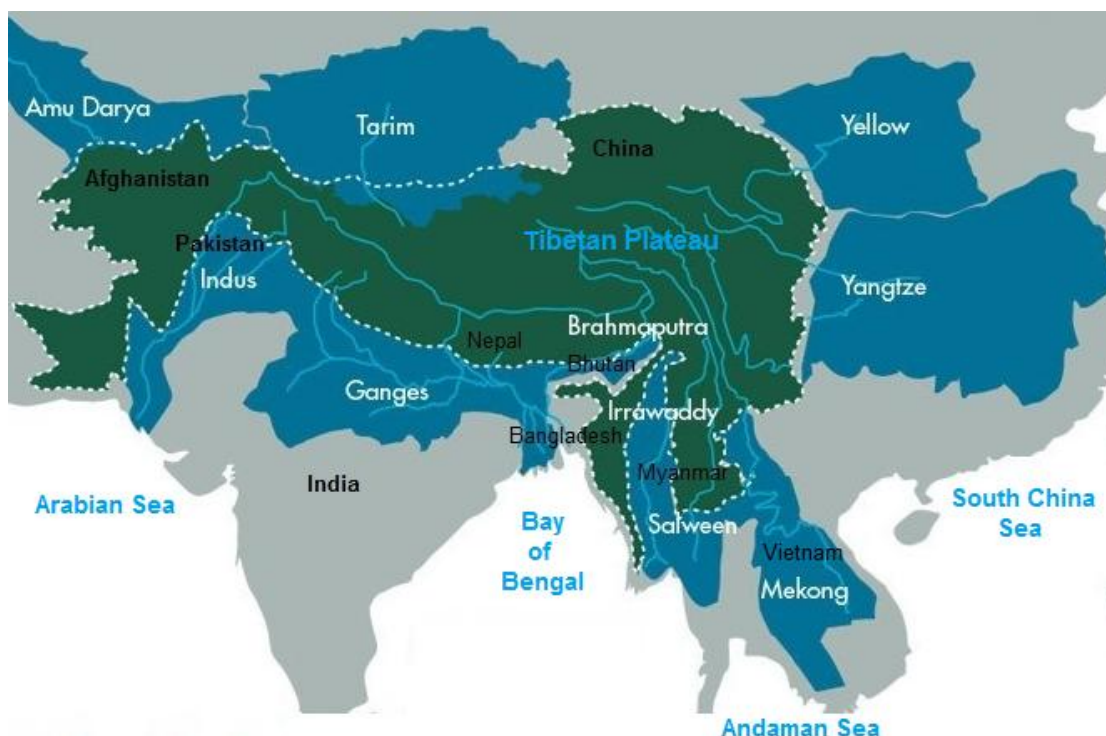 Amu Darya
Tarim
China
Yellow
Afghanistan
Pakistan
Tibetan Plateau
Indus
Yangtze
Nepal
Brahmaputra
Bhutan
Ganges
Irrawaddy
Bangladesh
Myanmar
India
Arabian Sea
South China
Sea
Bay
of
Bengal
Salween
Vietnam
Mekong
Andaman Sea